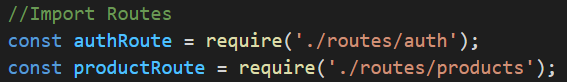 //Import Routes
const authRoute = require('./routes/auth');
const productRoute = require('./routes/products');